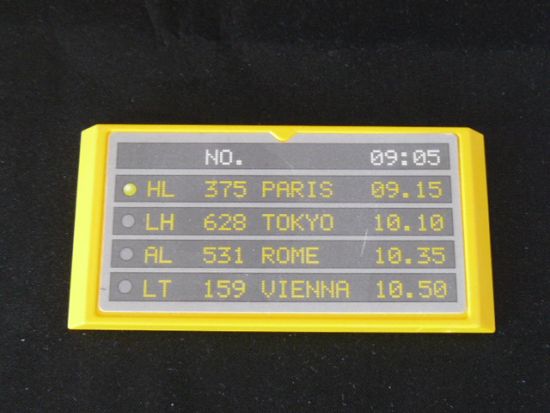 NO. 09:05
HL 375 PARIS 09.15
LH 628 TOKYO 10.10
AL 531 ROME 10.35
LT 159 VIENNA 10.50